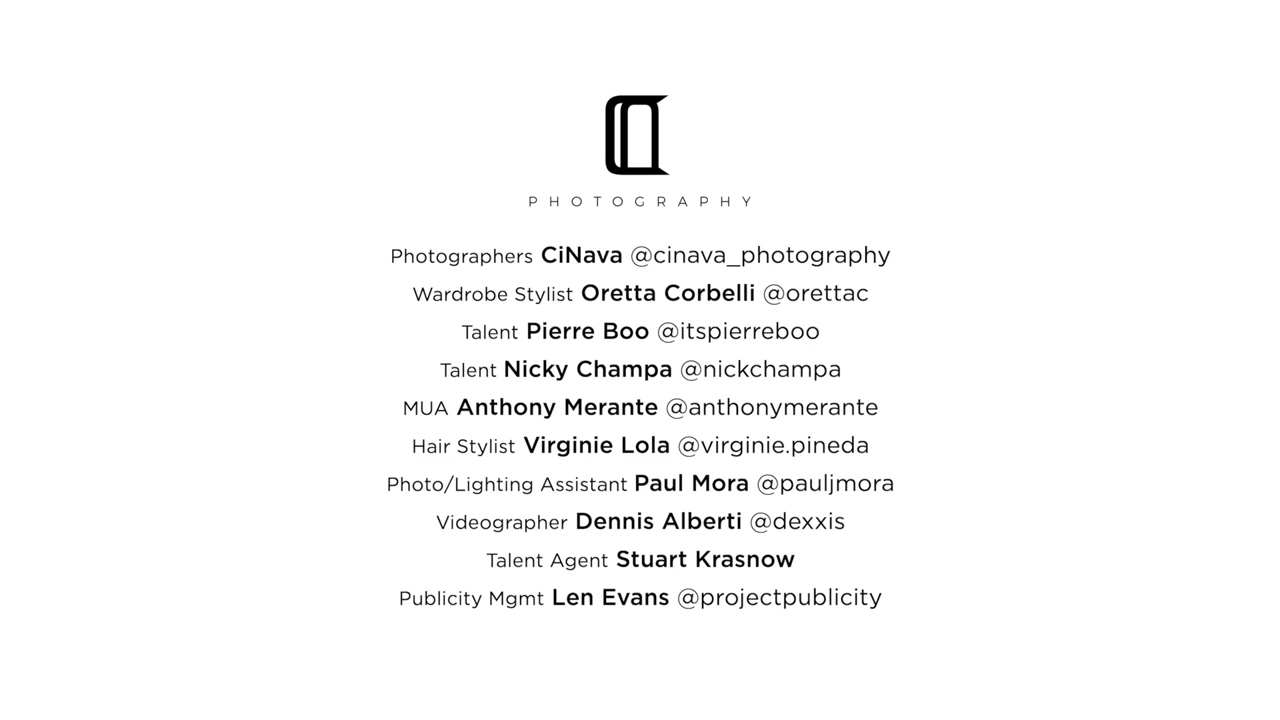 PHOTOGRAPHY
Photographers CiNava @cinava_photography
Wardrobe Stylist Oretta Corbelli @orettac
Talent Pierre Boo @itspierreboo
Talent Nicky Champa @nickchampa
MUA Anthony Merante @anthonymerante
Hair Stylist Virginie Lola @virginie.pineda
Photo/Lighting Assistant Paul Mora @pauljmora
Videographer Dennis Alberti @dexxis
Talent Agent Stuart Krasnow
Publicity Mgmt Len Evans @projectpublicity